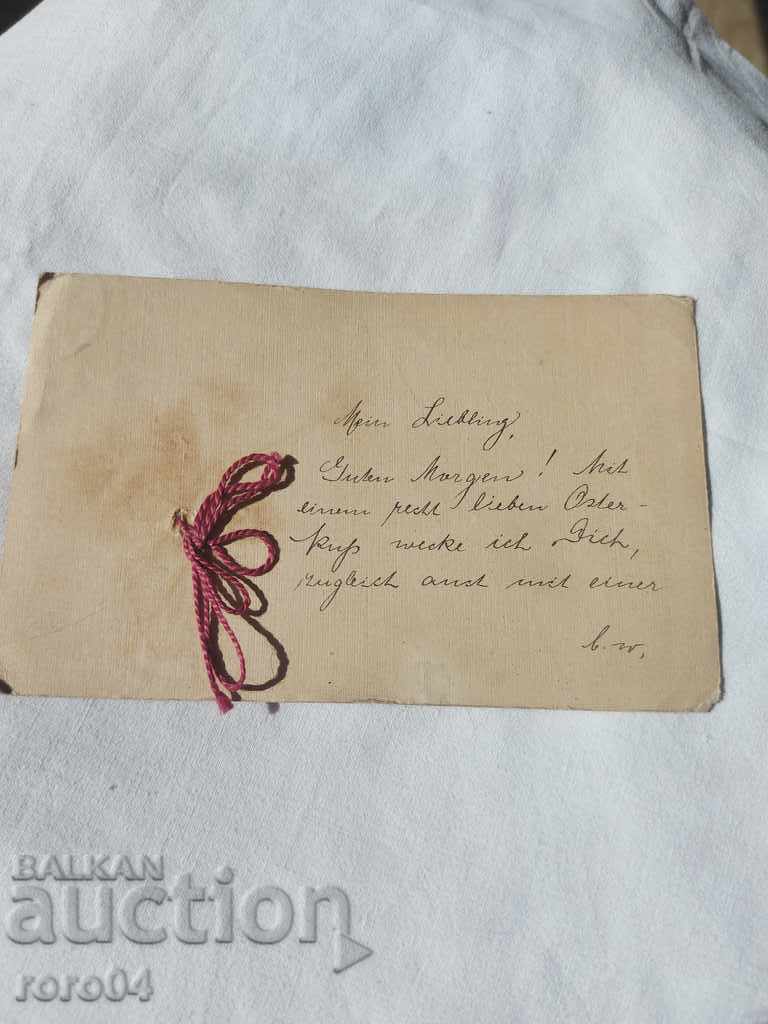 Mein Liebling,
Guten Morgen! Mit
einem recht lieben Oster-
kuß wecke ich Dich,
zugleich auch mit einer
b.w.
BALKAN
auction
roro04